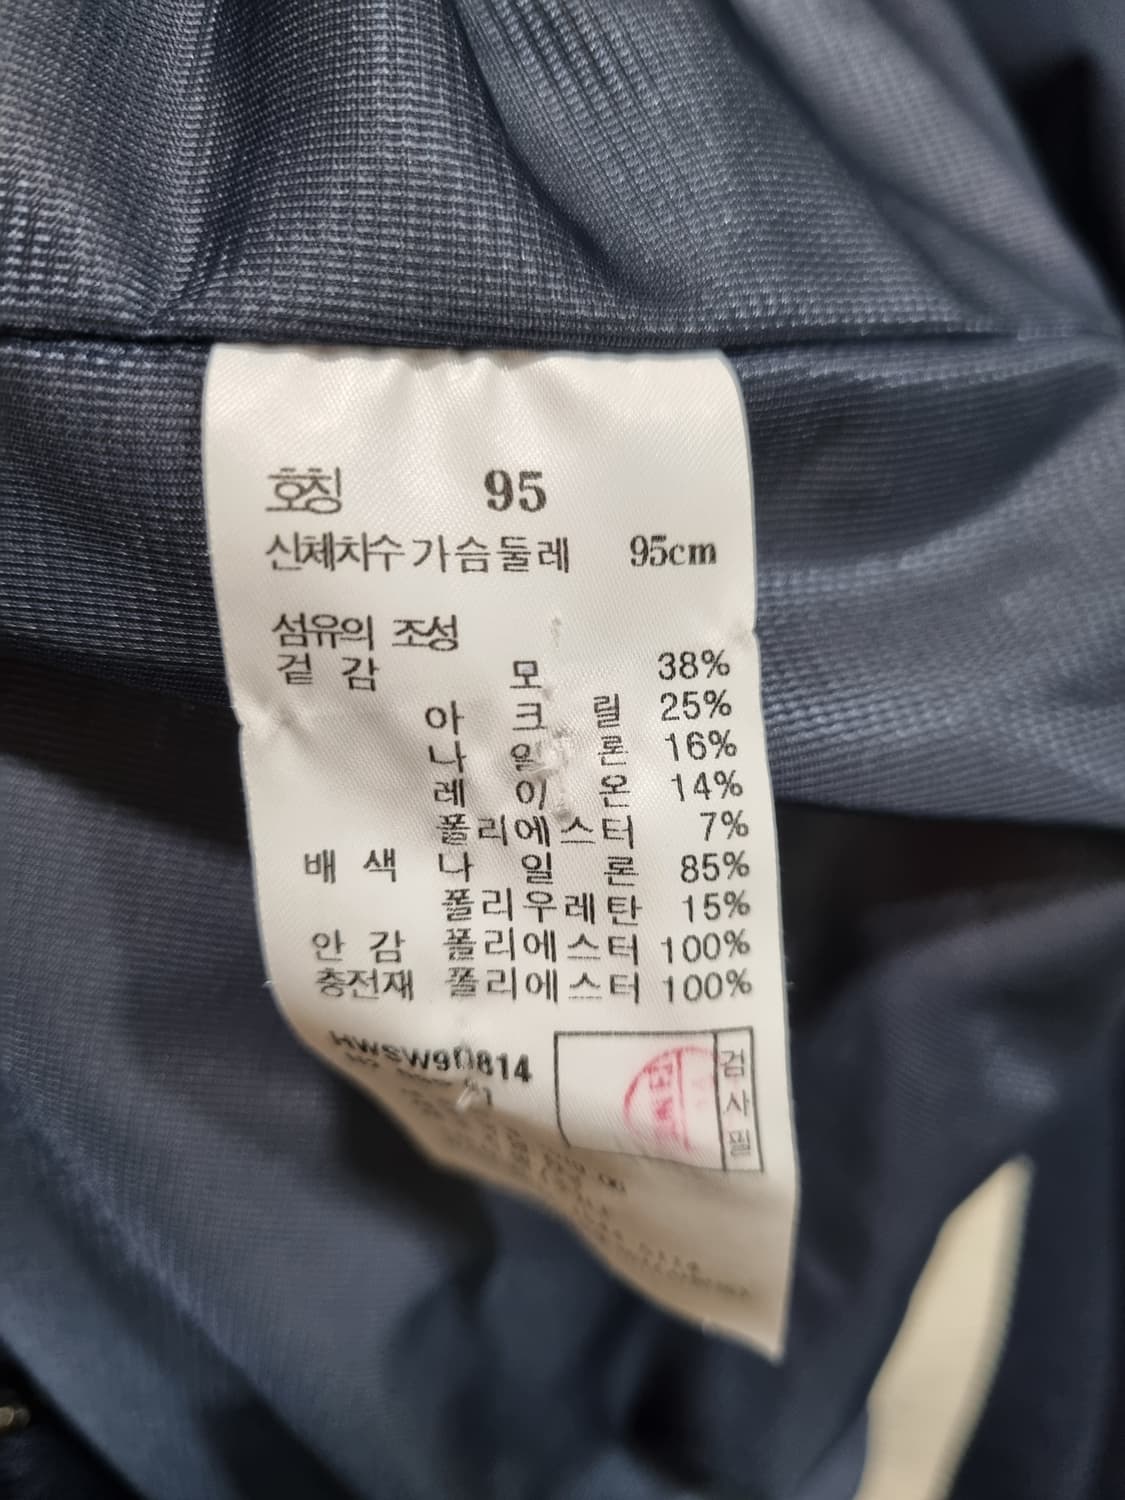 호칭 95
신체치수 가슴둘레 95cm
섬유의 조성
겉 감 모 38%
아 크 릴 25%
나 일 론 16%
레 이 온 14%
폴리에스터 7%
배 색 나 일 론 85%
폴리우레탄 15%
안 감 폴리에스터 100%
충전재 폴리에스터 100%
HWSW9D814
검
사
필